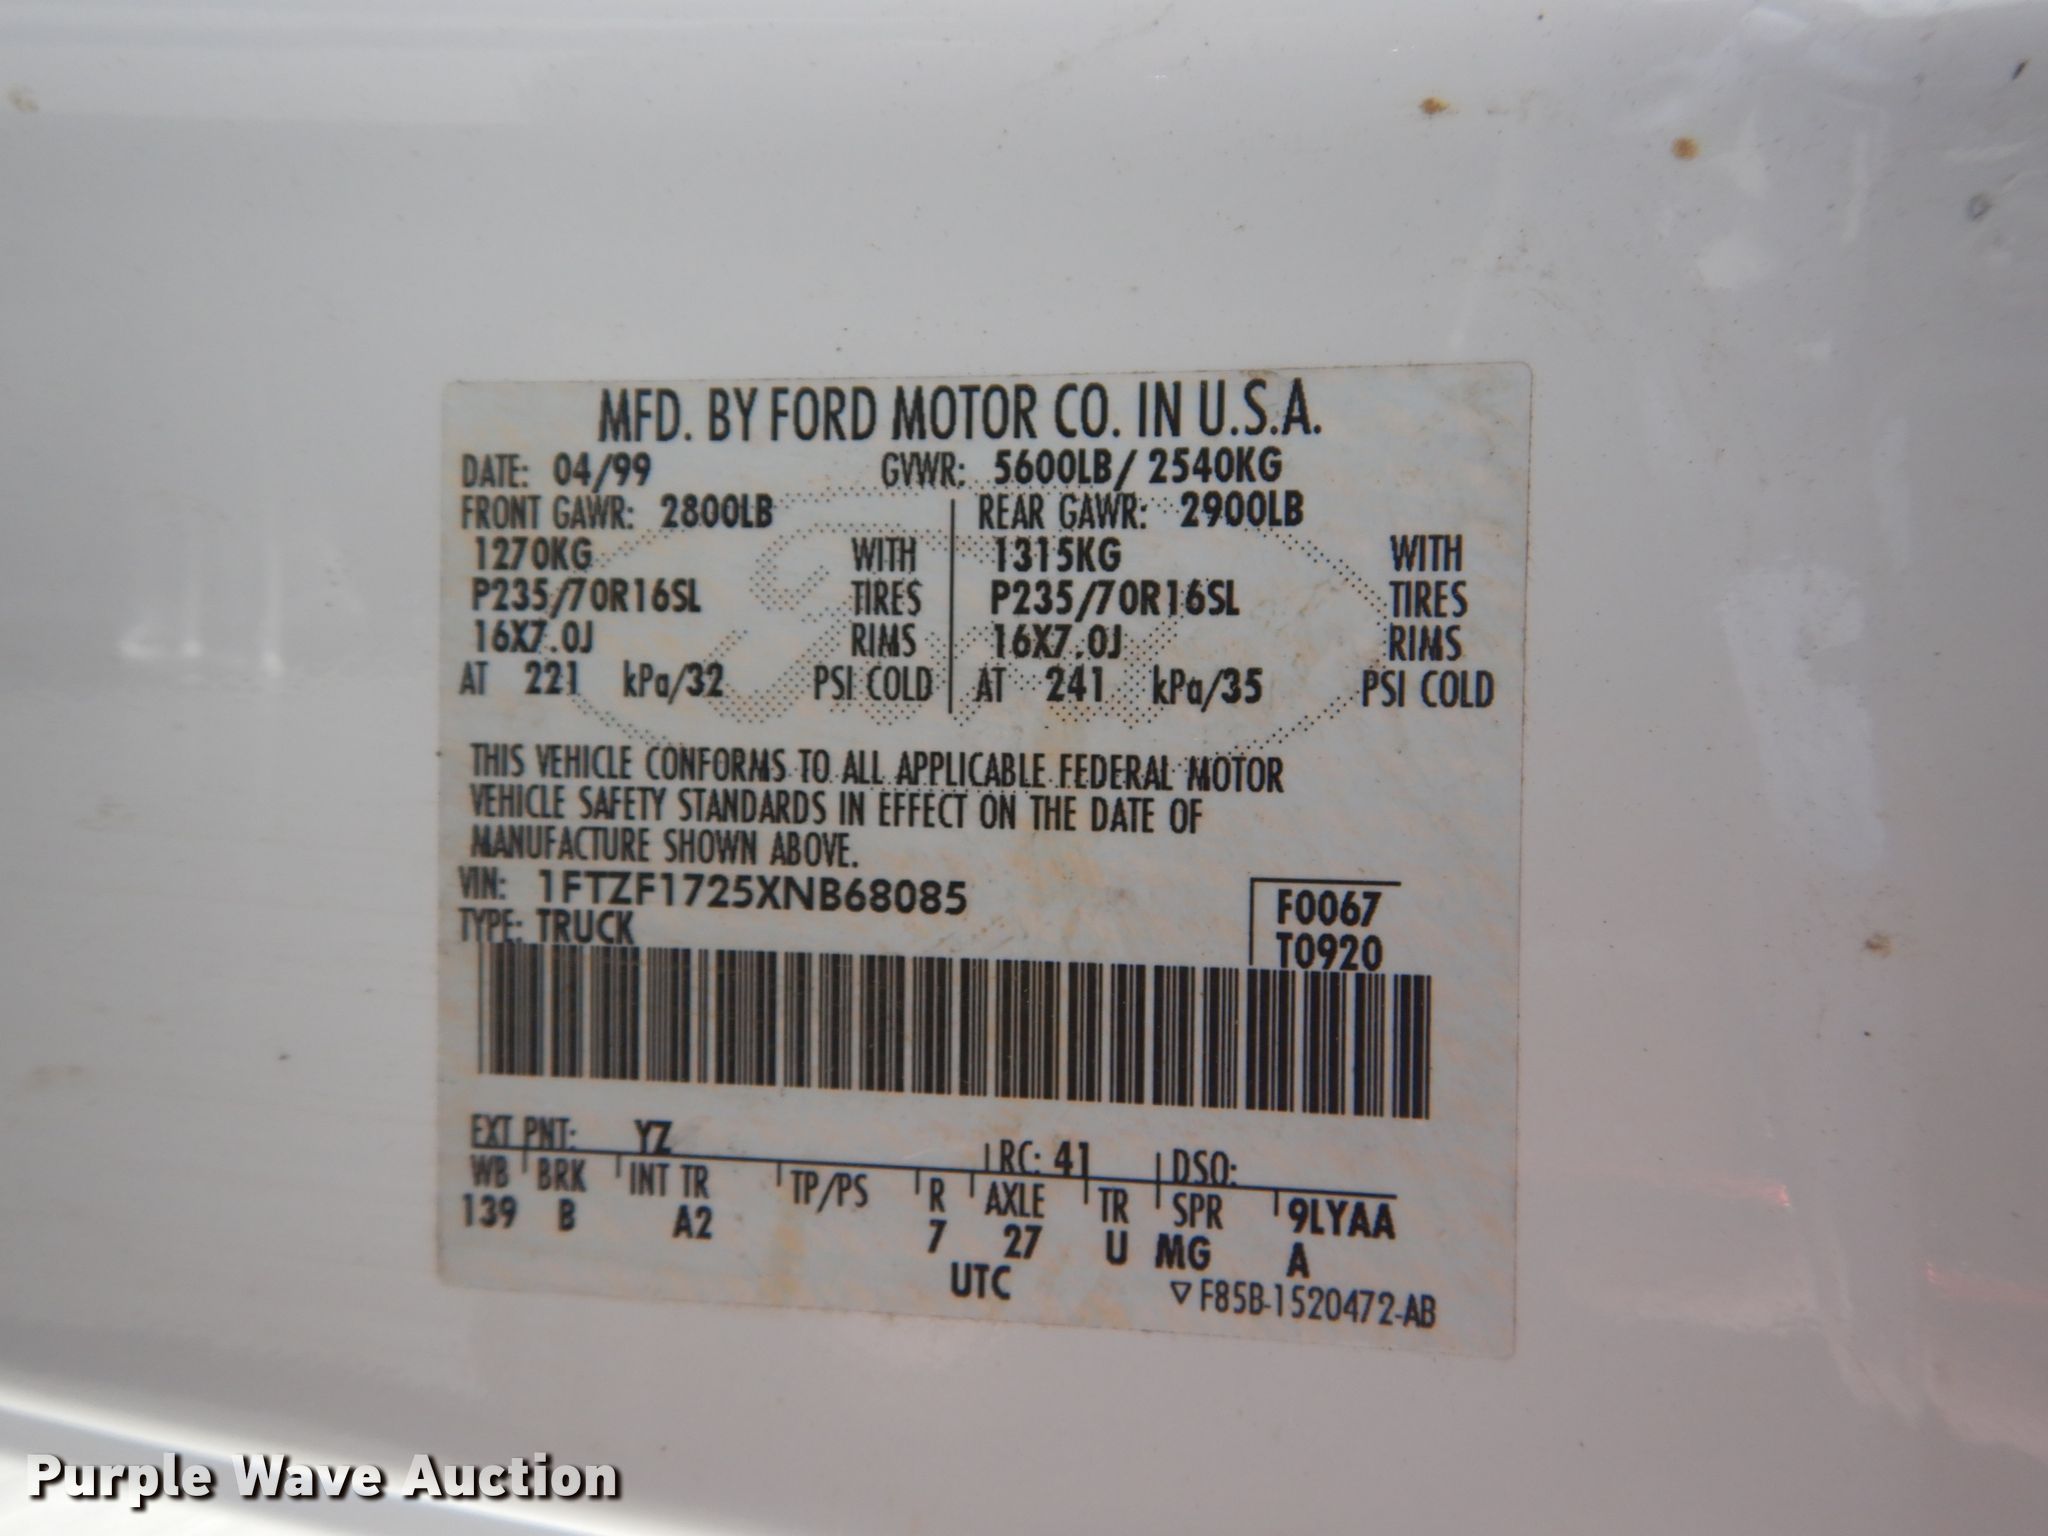 MFD. BY FORD MOTOR CO. IN U.S.A.
DATE: 04/99 GVWR: 5600LB/ 2540KG
FRONT GAWR: 2800LB REAR GAWR: 2900LB
1270KG WITH 1315KG WITH
P235/70R16SL TIRES P235/70R16SL TIRES
16X7.0J RIMS 16X7.0J RIMS
AT 221 kPa/32 PSI COLD AT 241 kPa/35 PSI COLD
THIS VEHICLE CONFORMS TO ALL APPLICABLE FEDERAL MOTOR
VEHICLE SAFETY STANDARDS IN EFFECT ON THE DATE OF
MANUFACTURE SHOWN ABOVE.
VIN: 1FTZF1725XNB68085 F0067
TYPE: TRUCK T0920
EXT PNT: YZ RC: 41 DSO:
WB BRK INT TR TP/PS R AXLE TR SPR 9LYAA
139 B A2 7 27 U MG A
UTC ▽ F85B-1520472-AB
Purple Wave Auction